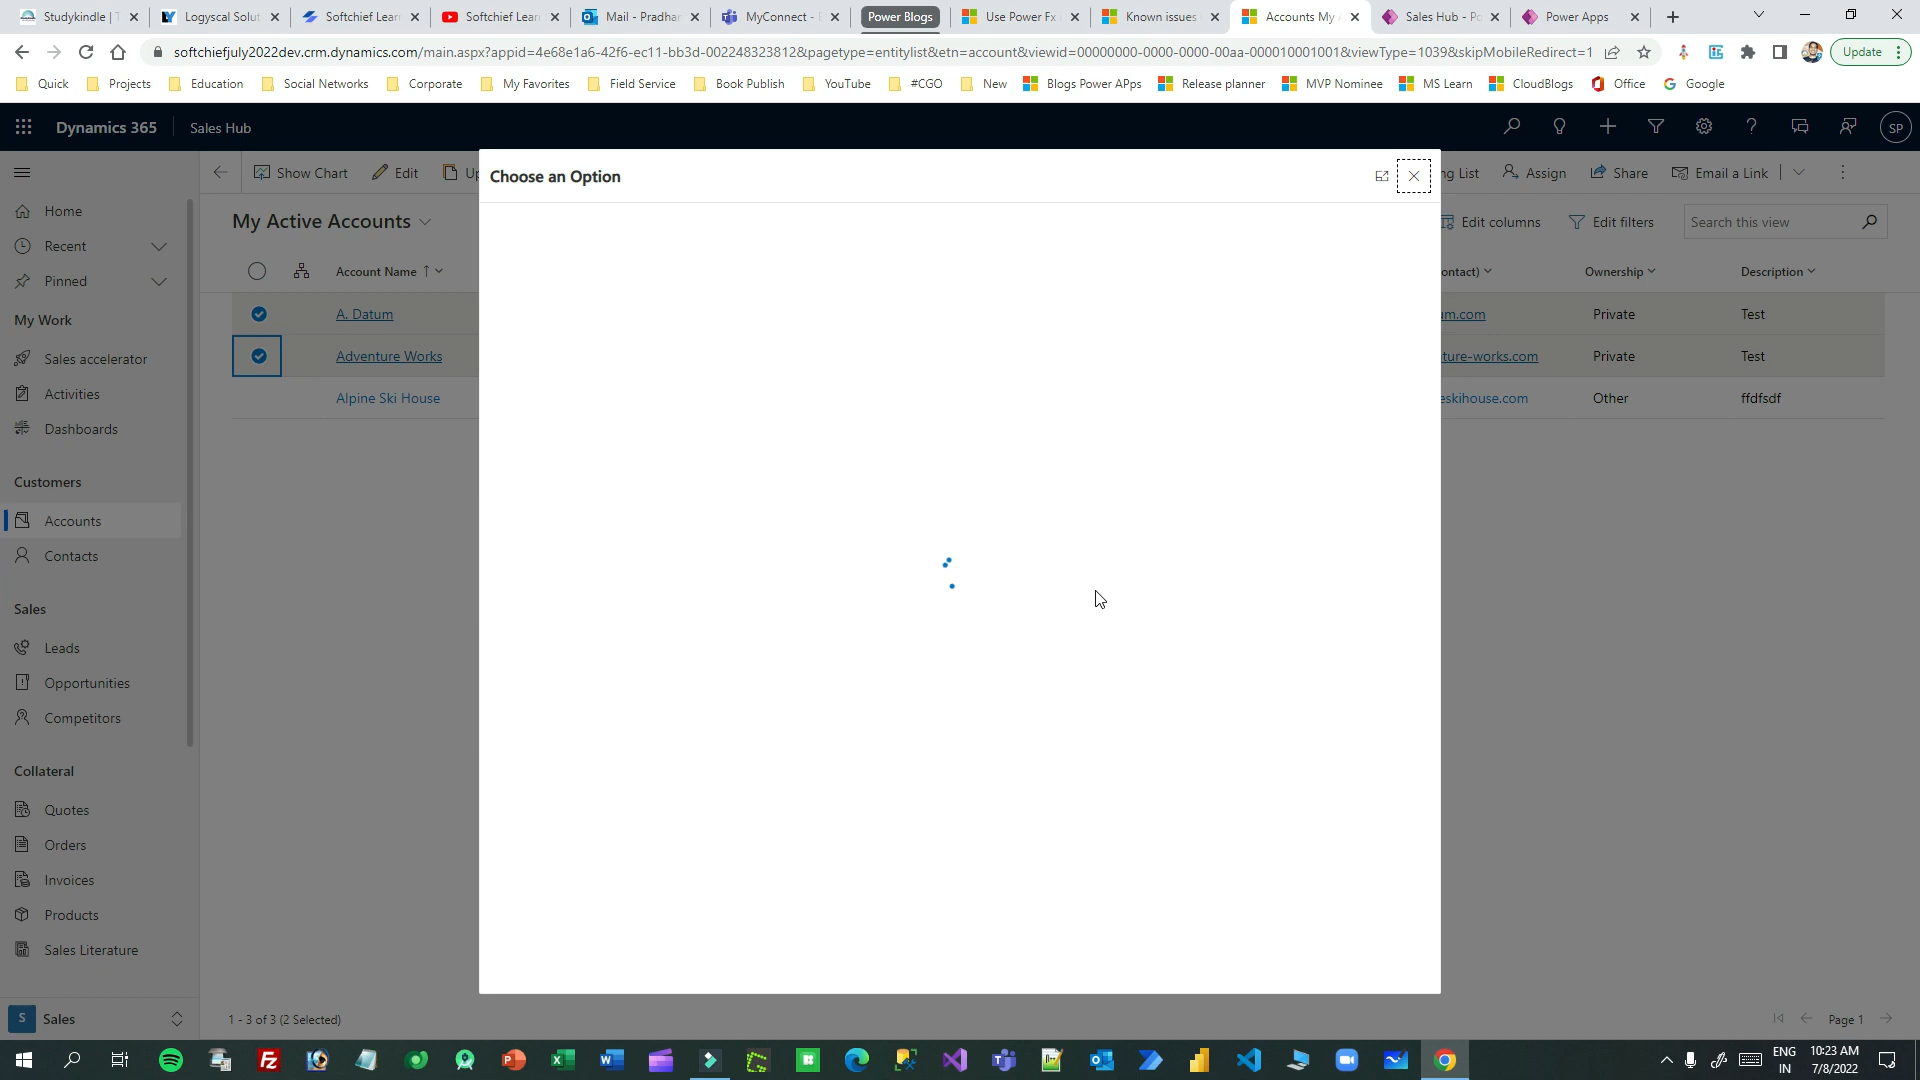 Studykindle | T
Logyscal Solut
Softchief Lear
Softchief Lear
Mail - Pradhan
MyConnect -
Power Blogs
Use Power Fx
Known issues
Accounts My
Sales Hub - Po
Power Apps
softchiefjuly2022dev.crm.dynamics.com/main.aspx?appid=4e68e1a6-42f6-ec11-bb3d-002248323812&pagetype=entitylist&etn=account&viewid=00000000-0000-0000-00aa-000010001001&viewType=1039&skipMobileRedirect=1
Update
Quick
Projects
Education
Social Networks
Corporate
My Favorites
Field Service
Book Publish
YouTube
#CGO
New
Blogs Power APps
Release planner
MVP Nominee
MS Learn
CloudBlogs
Office
Google
Dynamics 365
Sales Hub
SP
Show Chart
Edit
Up
Choose an Option
ng List
Assign
Share
Email a Link
Home
Recent
Pinned
My Work
Sales accelerator
Activities
Dashboards
Customers
Accounts
Contacts
Sales
Leads
Opportunities
Competitors
Collateral
Quotes
Orders
Invoices
Products
Sales Literature
S Sales
My Active Accounts
Edit columns
Edit filters
Search this view
Account Name ↑
ontact)
Ownership
Description
A. Datum
um.com
Private
Test
Adventure Works
ture-works.com
Private
Test
Alpine Ski House
eskihouse.com
Other
ffdfsdf
1 - 3 of 3 (2 Selected)
Page 1
ENG
IN
10:23 AM
7/8/2022